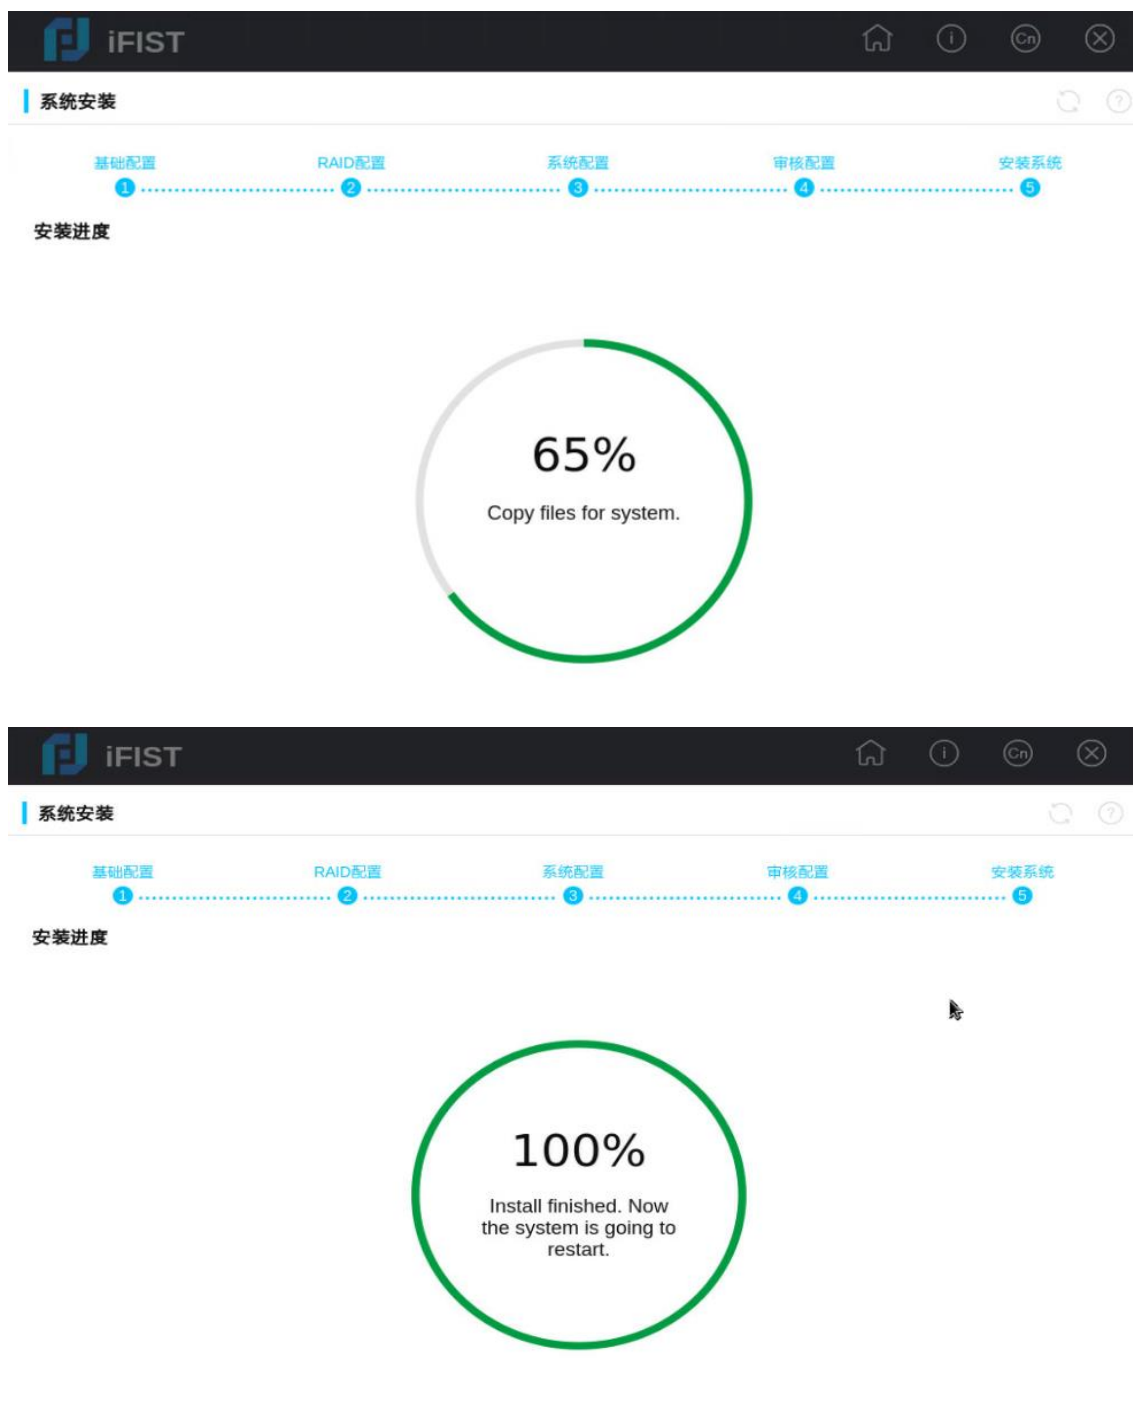 iFIST
Cn
系统安装
?
基础配置 RAID配置 系统配置 审核配置 安装系统
1 2 3 4 5
安装进度
65%
Copy files for system.
iFIST
Cn
系统安装
?
基础配置 RAID配置 系统配置 审核配置 安装系统
1 2 3 4 5
安装进度
100%
Install finished. Now
the system is going to
restart.